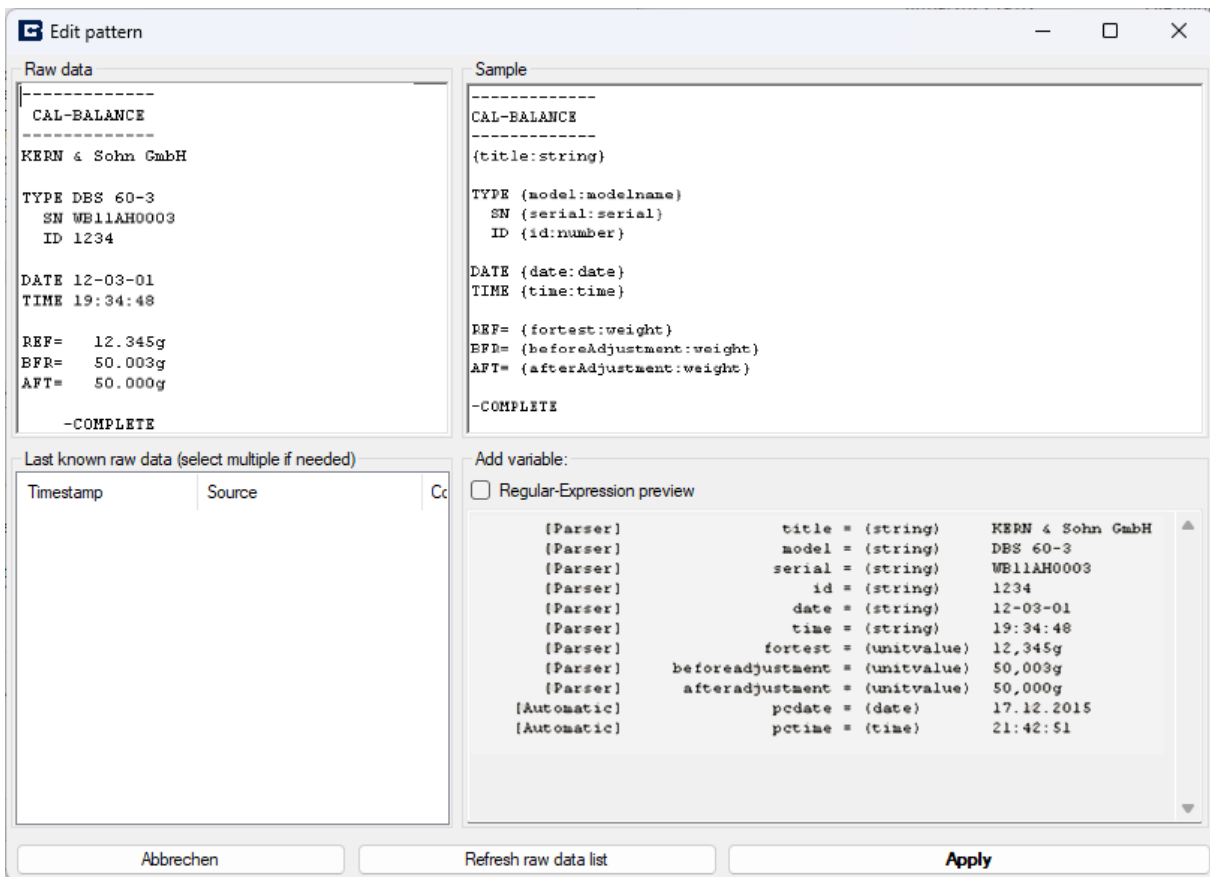 Edit pattern
Raw data
-------------
CAL-BALANCE
-------------
KERN & Sohn GmbH
TYPE DBS 60-3
SN WB11AH0003
ID 1234
DATE 12-03-01
TIME 19:34:48
REF= 12.345g
BFR= 50.003g
AFT= 50.000g
-COMPLETE
Sample
-------------
CAL-BALANCE
-------------
{title:string}
TYPE {model:modelname}
SN {serial:serial}
ID {id:number}
DATE {date:date}
TIME {time:time}
REF= {fortest:weight}
BFR= {beforeAdjustment:weight}
AFT= {afterAdjustment:weight}
-COMPLETE
Last known raw data (select multiple if needed)
Timestamp Source Co
Add variable:
Regular-Expression preview
[Parser] title = (string) KERN & Sohn GmbH
[Parser] model = (string) DBS 60-3
[Parser] serial = (string) WB11AH0003
[Parser] id = (string) 1234
[Parser] date = (string) 12-03-01
[Parser] time = (string) 19:34:48
[Parser] fortest = (unitvalue) 12,345g
[Parser] beforeadjustment = (unitvalue) 50,003g
[Parser] afteradjustment = (unitvalue) 50,000g
[Automatic] pcdate = (date) 17.12.2015
[Automatic] pctime = (time) 21:42:51
Abbrechen
Refresh raw data list
Apply